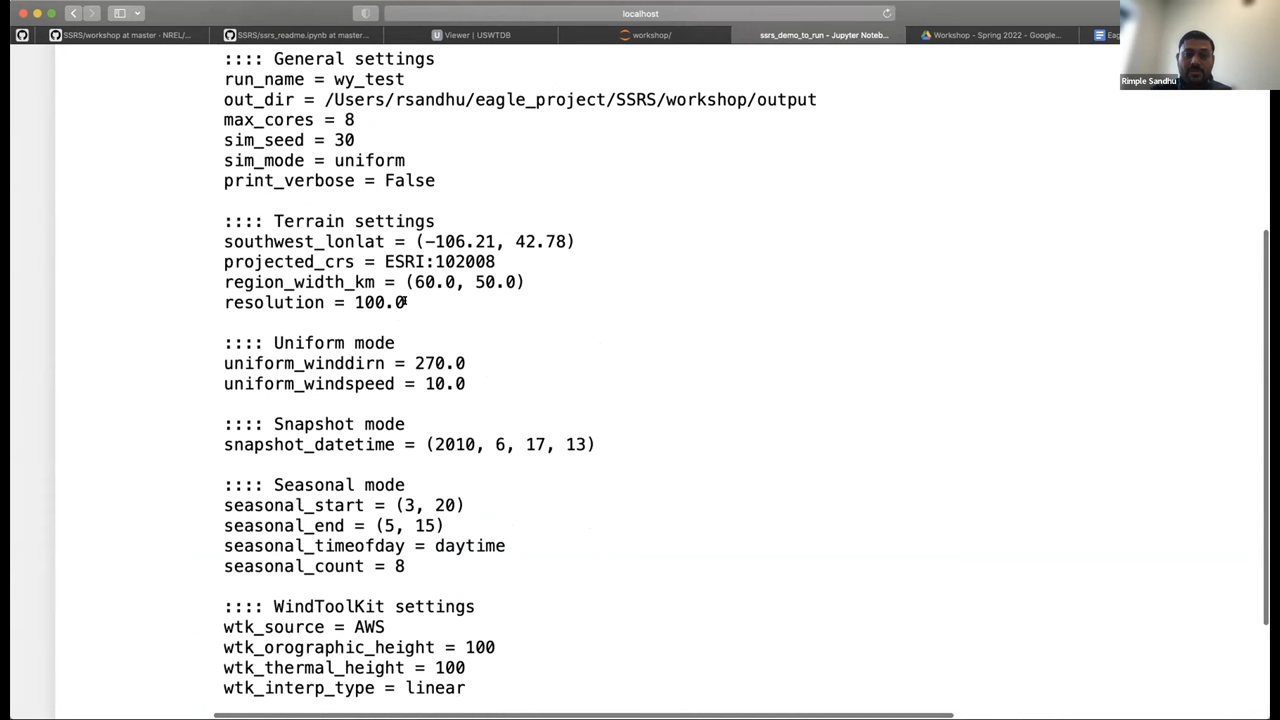 localhost
SSRS/workshop at master · NREL/...
SSRS/ssrs_readme.ipynb at master...
Viewer | USWTDB
workshop/
ssrs_demo_to_run - Jupyter Noteb...
Workshop - Spring 2022 - Google...
Eag
Rimple Sandhu
:::: General settings
run_name = wy_test
out_dir = /Users/rsandhu/eagle_project/SSRS/workshop/output
max_cores = 8
sim_seed = 30
sim_mode = uniform
print_verbose = False
:::: Terrain settings
southwest_lonlat = (-106.21, 42.78)
projected_crs = ESRI:102008
region_width_km = (60.0, 50.0)
resolution = 100.0
:::: Uniform mode
uniform_winddirn = 270.0
uniform_windspeed = 10.0
:::: Snapshot mode
snapshot_datetime = (2010, 6, 17, 13)
:::: Seasonal mode
seasonal_start = (3, 20)
seasonal_end = (5, 15)
seasonal_timeofday = daytime
seasonal_count = 8
:::: WindToolKit settings
wtk_source = AWS
wtk_orographic_height = 100
wtk_thermal_height = 100
wtk_interp_type = linear